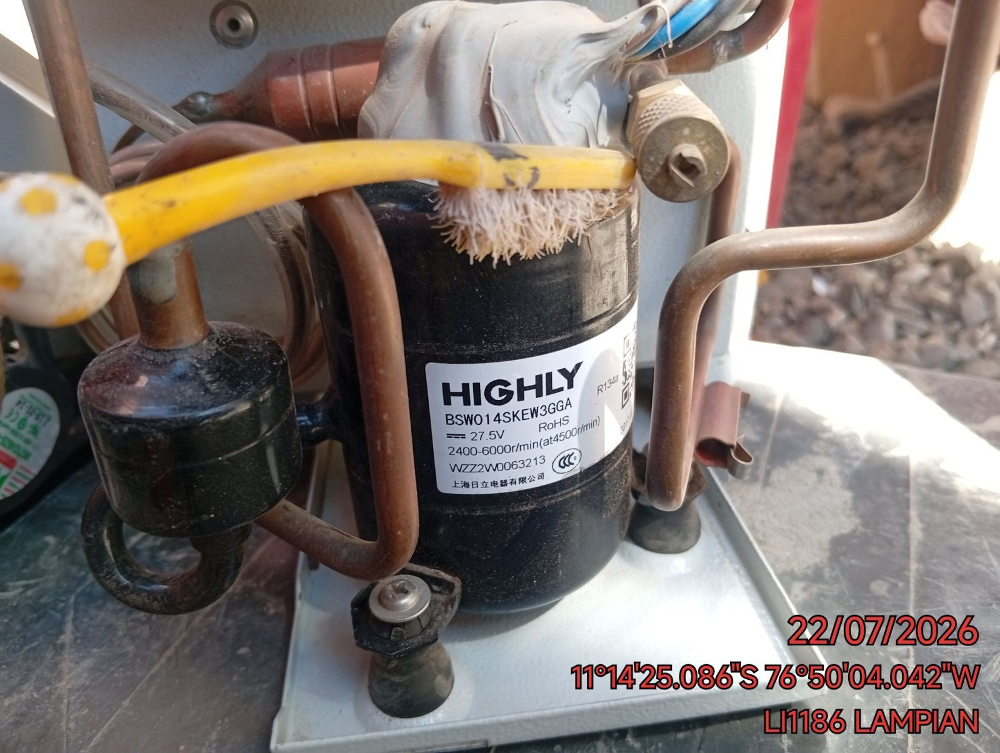 HIGHLY
R134a
BSW014SKEW3GGA
⎓ 27.5V RoHS
2400-6000r/min(at4500r/min)
WZZ2W0063213
CCC S
上海日立电器有限公司
22/07/2026
11°14'25.086"S 76°50'04.042"W
LI1186 LAMPIAN